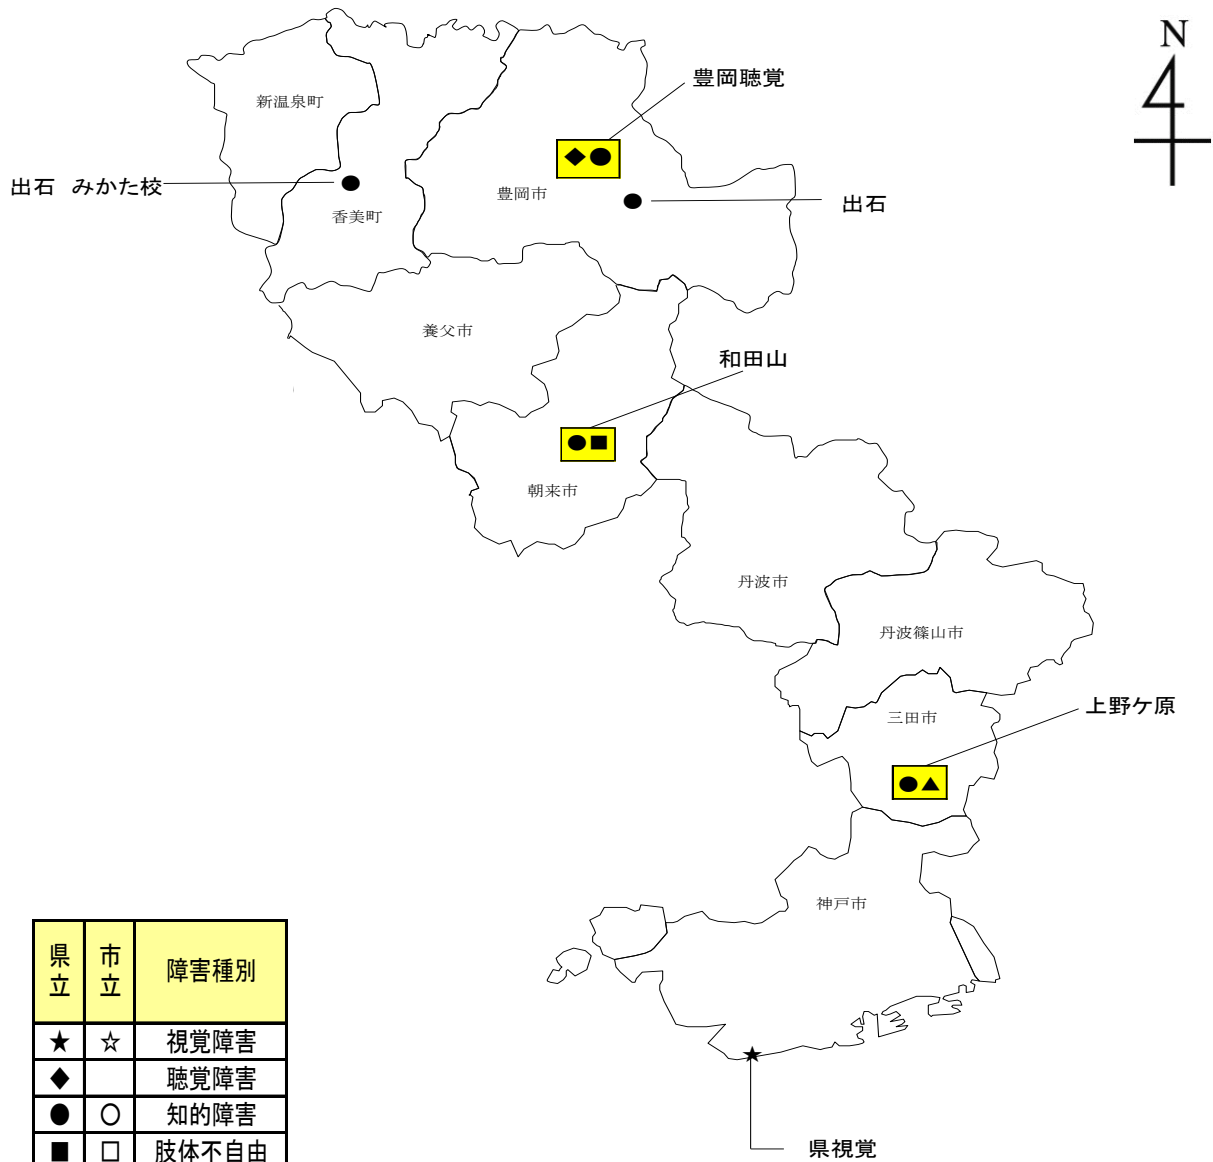 N
豊岡聴覚
新温泉町
出石 みかた校
豊岡市
出石
香美町
養父市
和田山
朝来市
丹波市
丹波篠山市
三田市
上野ケ原
神戸市
県立 市立 障害種別
★ ☆ 視覚障害
◆ 聴覚障害
● ○ 知的障害
■ □ 肢体不自由
県視覚